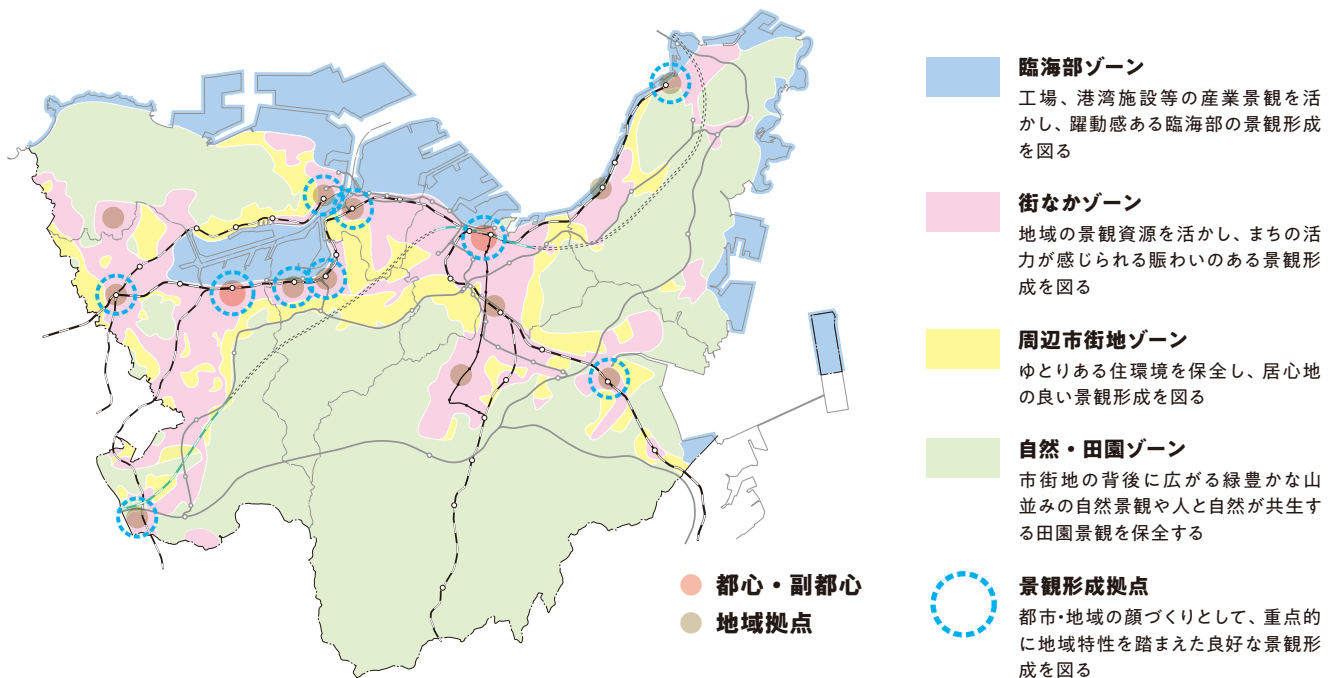 臨海部ゾーン
工場、港湾施設等の産業景観を活
かし、躍動感ある臨海部の景観形成
を図る
街なかゾーン
地域の景観資源を活かし、まちの活
力が感じられる賑わいのある景観形
成を図る
周辺市街地ゾーン
ゆとりある住環境を保全し、居心地
の良い景観形成を図る
自然・田園ゾーン
市街地の背後に広がる緑豊かな山
並みの自然景観や人と自然が共生す
る田園景観を保全する
景観形成拠点
都市・地域の顔づくりとして、重点的
に地域特性を踏まえた良好な景観形
成を図る
都心・副都心
地域拠点